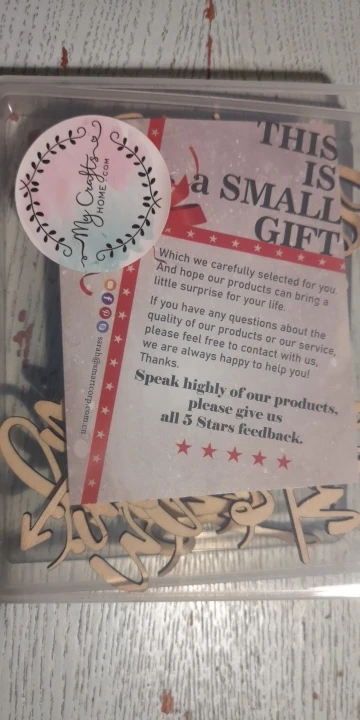 My Crafts
HOME.COM
THIS
IS
a SMALL
GIFT
Which we carefully selected for you.
And hope our products can bring a
little surprise for your life.
If you have any questions about the
quality of our products or our service,
please feel free to contact with us,
we are always happy to help you!
Thanks.
Speak highly of our products,
please give us
all 5 Stars feedback.